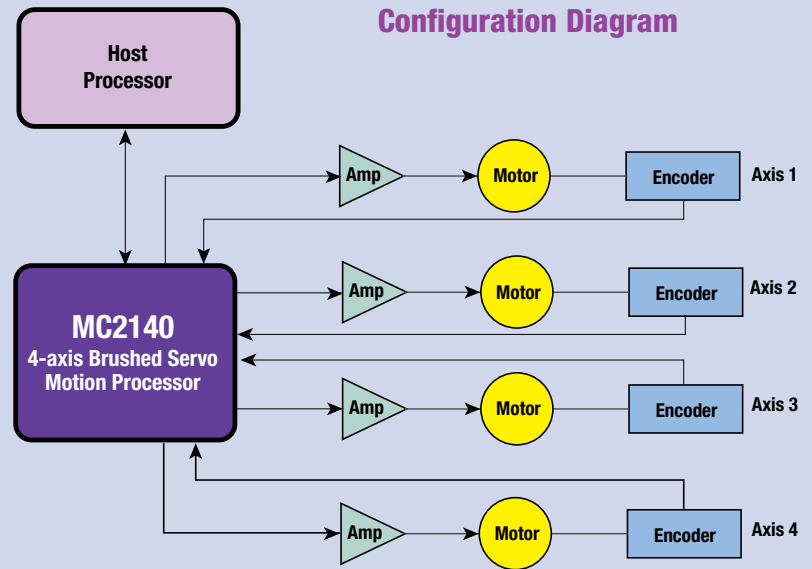 Configuration Diagram
Host
Processor
Amp
Motor
Encoder
Axis 1
MC2140
4-axis Brushed Servo
Motion Processor
Amp
Motor
Encoder
Axis 2
Amp
Motor
Encoder
Axis 3
Amp
Motor
Encoder
Axis 4